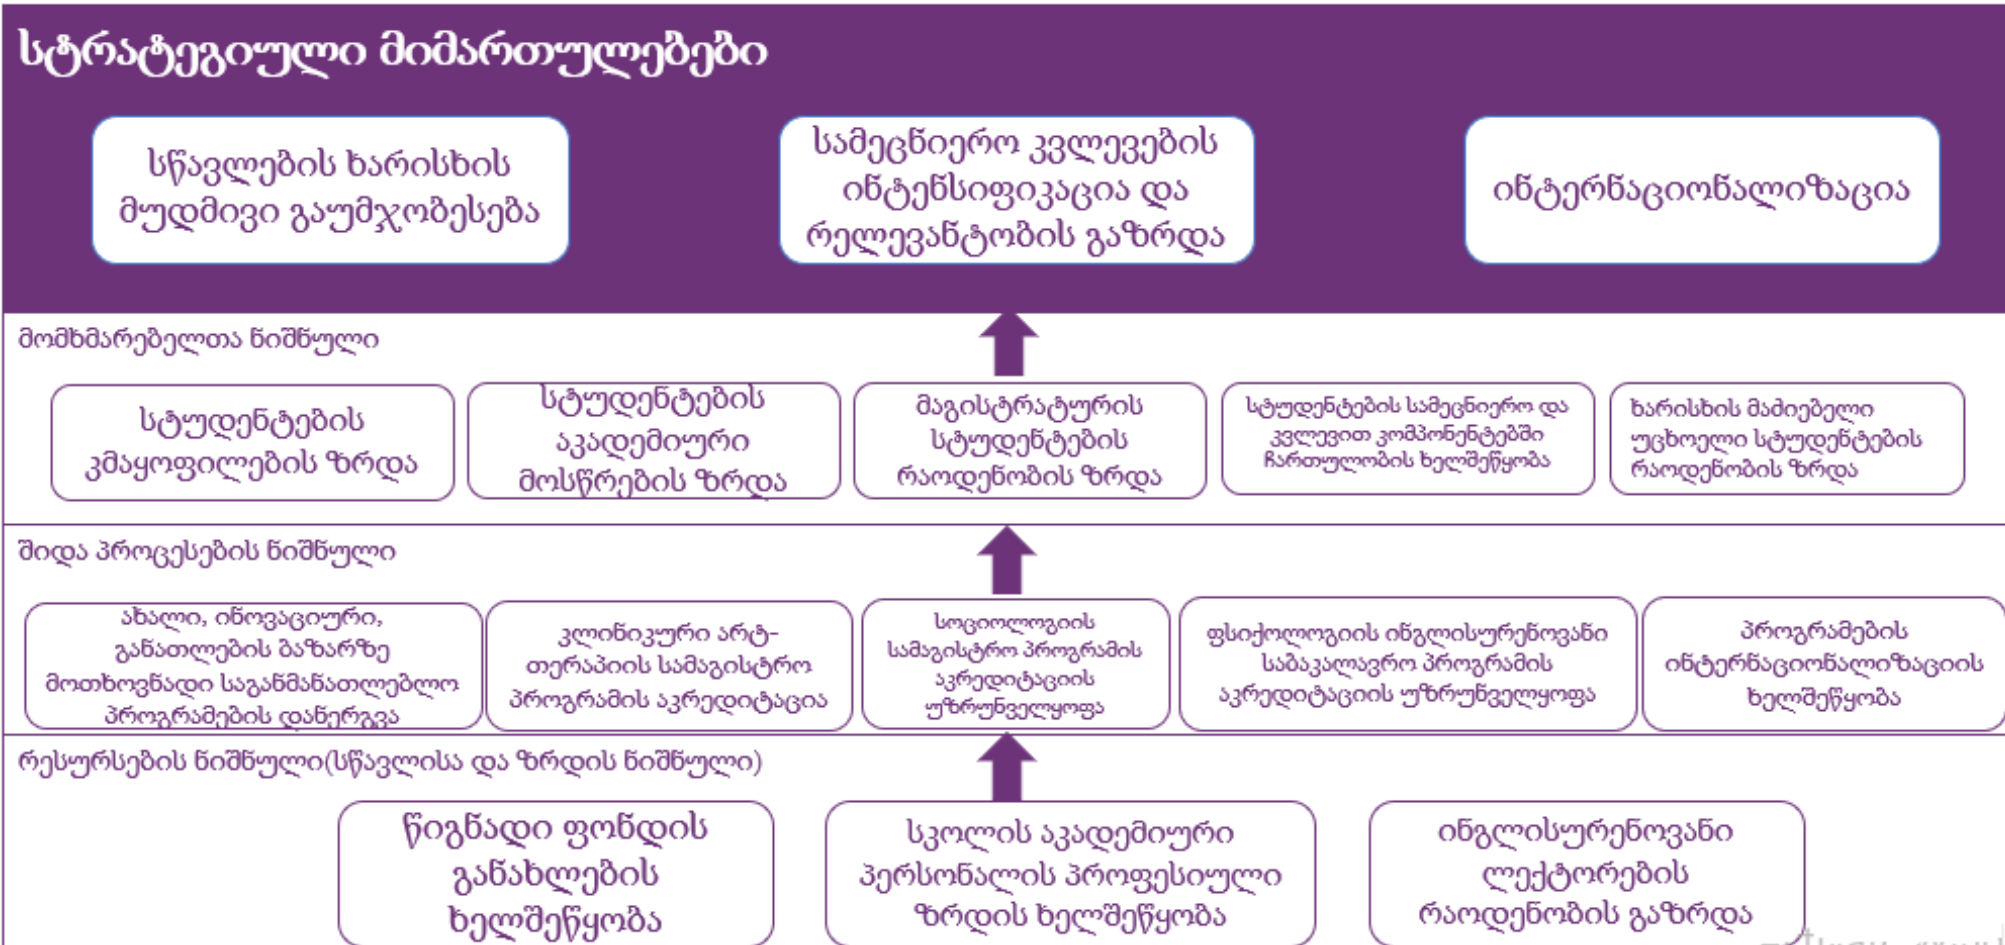 სტრატეგიული მიმართულებები
სწავლების ხარისხის
მუდმივი გაუმჯობესება
სამეცნიერო კვლევების
ინტენსიფიკაცია და
რელევანტობის გაზრდა
ინტერნაციონალიზაცია
მომხმარებელთა ნიშნული
სტუდენტების
კმაყოფილების ზრდა
სტუდენტების
აკადემიური
მოსწრების ზრდა
მაგისტრატურის
სტუდენტების
რაოდენობის ზრდა
სტუდენტების სამეცნიერო და
კვლევით კომპონენტებში
ჩართულობის ხელშეწყობა
ხარისხის მაძიებელი
უცხოელი სტუდენტების
რაოდენობის ზრდა
შიდა პროცესების ნიშნული
ახალი, ინოვაციური,
განათლების ბაზარზე
მოთხოვნადი საგანმანათლებლო
პროგრამების დანერგვა
კლინიკური არტ-
თერაპიის სამაგისტრო
პროგრამის აკრედიტაცია
სოციოლოგიის
სამაგისტრო პროგრამის
აკრედიტაციის
უზრუნველყოფა
ფსიქოლოგიის ინგლისურენოვანი
საბაკალავრო პროგრამის
აკრედიტაციის უზრუნველყოფა
პროგრამების
ინტერნაციონალიზაციის
ხელშეწყობა
რესურსების ნიშნული(სწავლისა და ზრდის ნიშნული)
წიგნადი ფონდის
განახლების
ხელშეწყობა
სკოლის აკადემიური
პერსონალის პროფესიული
ზრდის ხელშეწყობა
ინგლისურენოვანი
ლექტორების
რაოდენობის გაზრდა